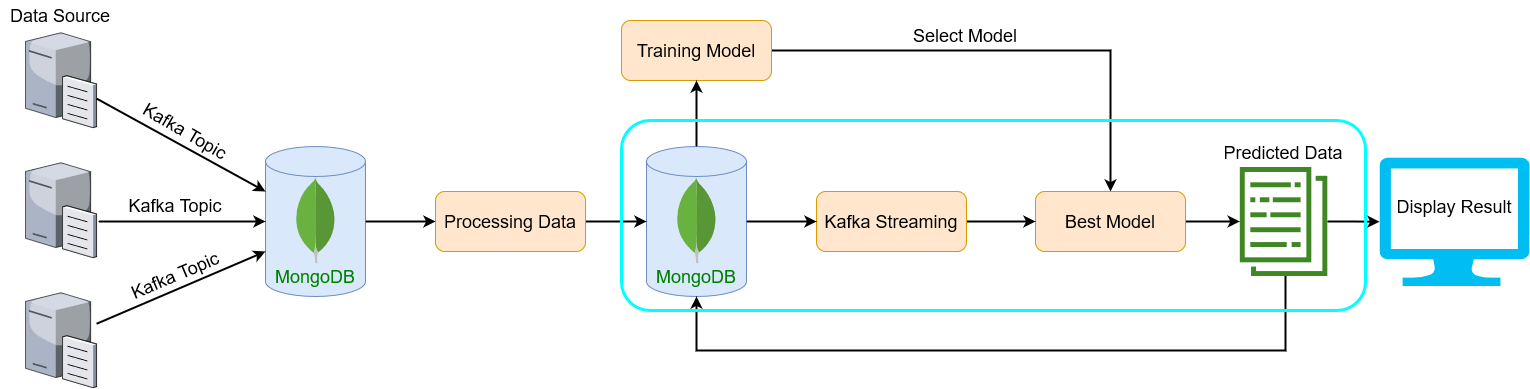 Data Source
Kafka Topic
Kafka Topic
Kafka Topic
MongoDB
Processing Data
Training Model
Select Model
MongoDB
Kafka Streaming
Best Model
Predicted Data
Display Result